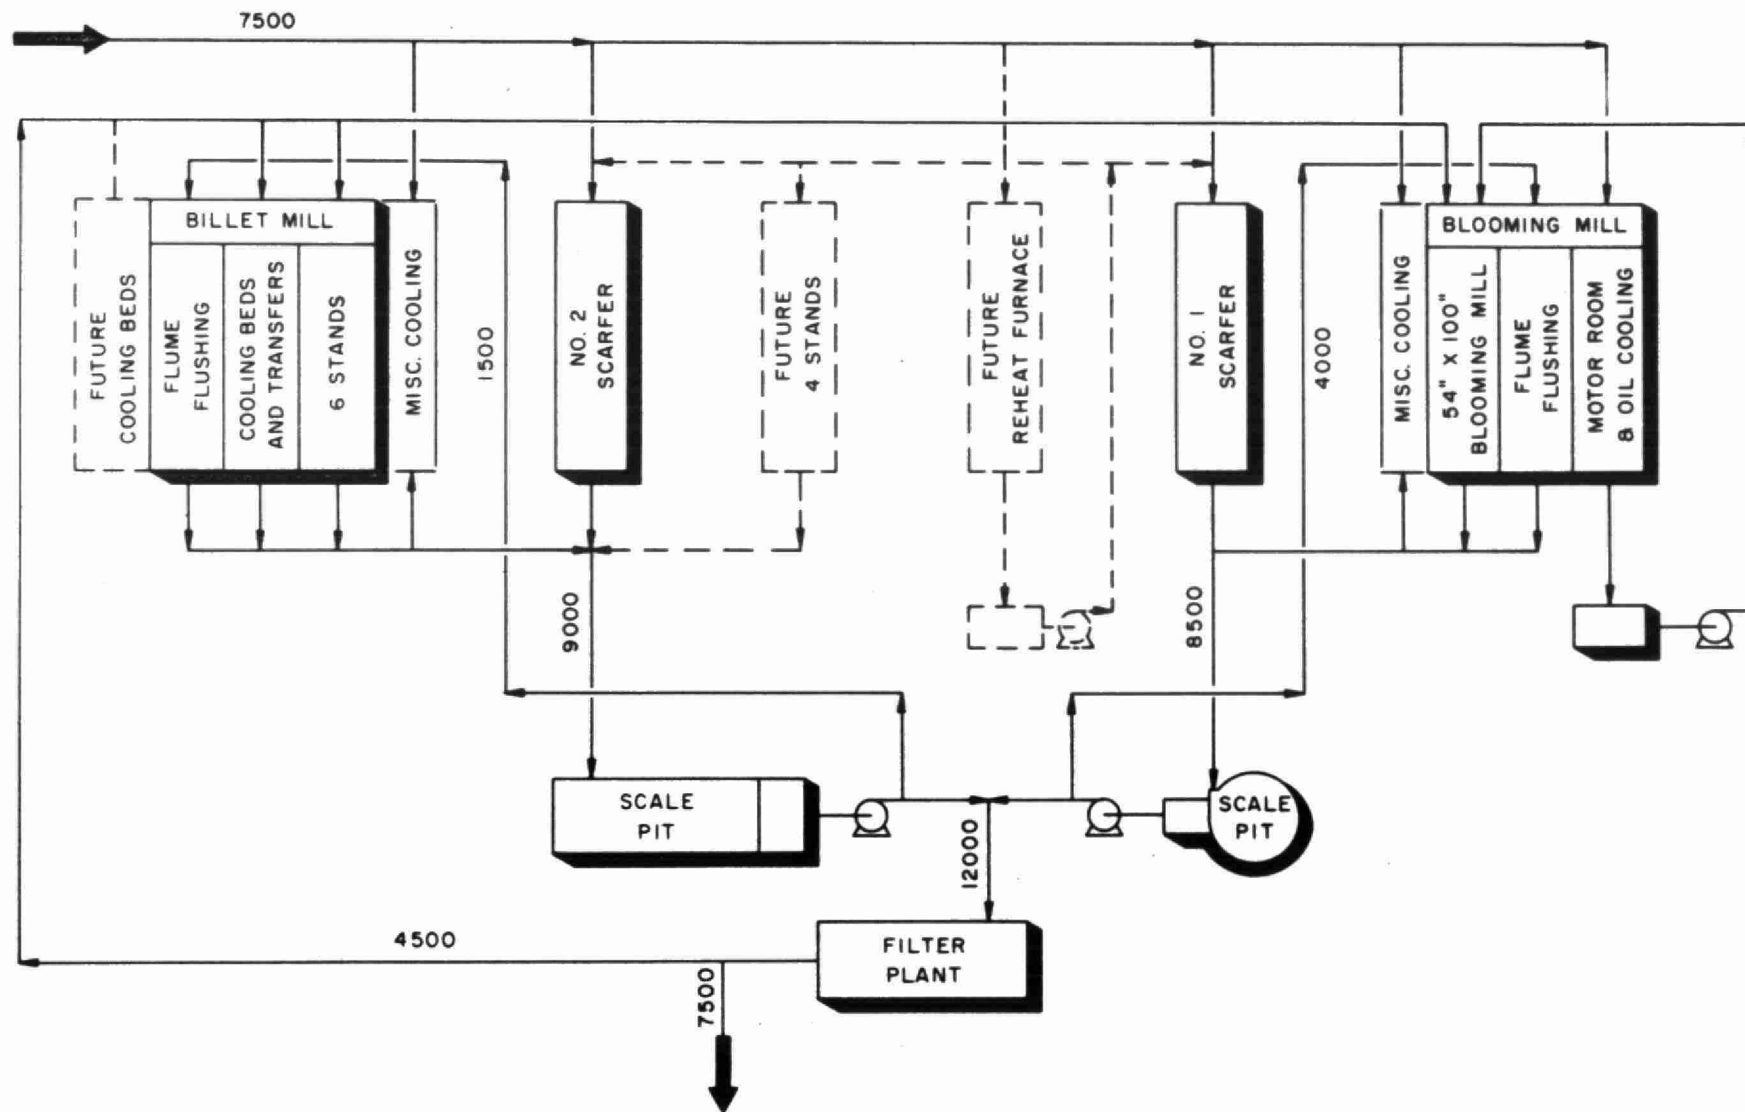 7500
FUTURE
COOLING BEDS
BILLET MILL
FLUME
FLUSHING
COOLING BEDS
AND TRANSFERS
6 STANDS
MISC. COOLING
1500
NO. 2
SCARFER
FUTURE
4 STANDS
FUTURE
REHEAT FURNACE
NO. 1
SCARFER
4000
MISC. COOLING
BLOOMING MILL
54" X 100"
BLOOMING MILL
FLUME
FLUSHING
MOTOR ROOM
& OIL COOLING
9000
8500
SCALE
PIT
SCALE
PIT
12000
4500
FILTER
PLANT
7500